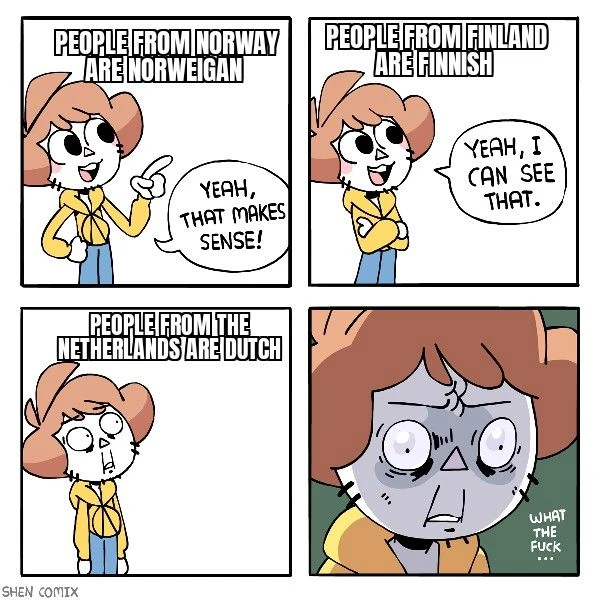 PEOPLE FROM NORWAY
ARE NORWEIGAN
YEAH,
THAT MAKES
SENSE!
PEOPLE FROM FINLAND
ARE FINNISH
YEAH, I
CAN SEE
THAT.
PEOPLE FROM THE
NETHERLANDS ARE DUTCH
WHAT
THE
FUCK
...
SHEN COMIX